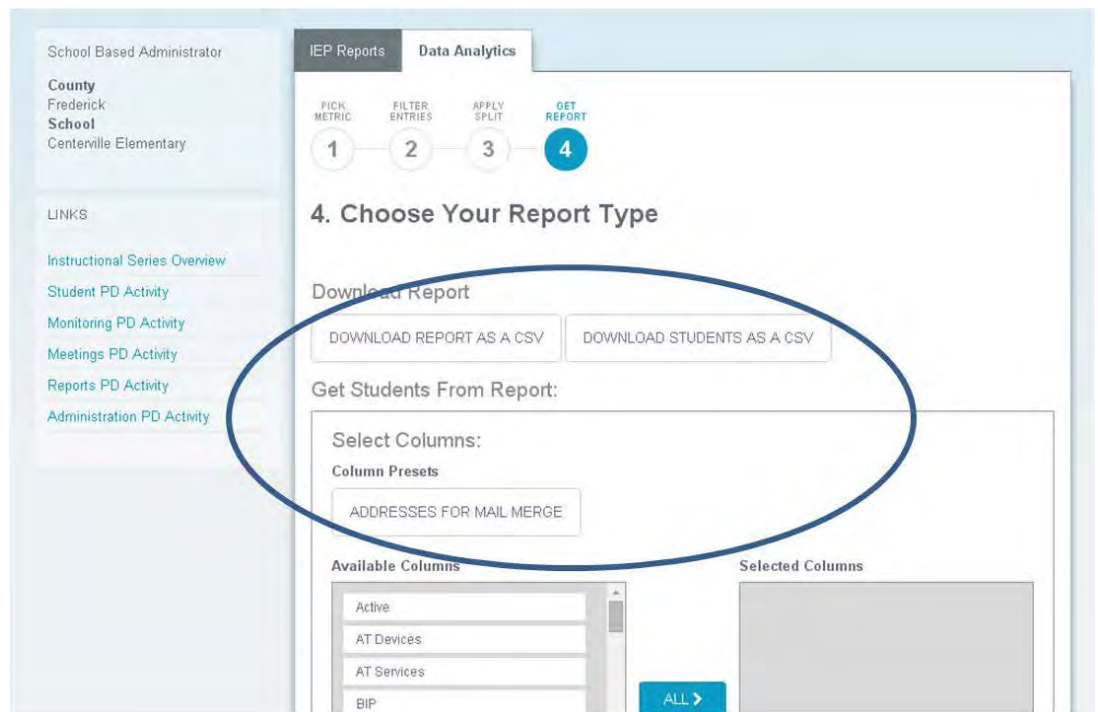 School Based Administrator
County
Frederick
School
Centerville Elementary
LINKS
Instructional Series Overview
Student PD Activity
Monitoring PD Activity
Meetings PD Activity
Reports PD Activity
Administration PD Activity
IEP Reports Data Analytics
PICK METRIC FILTER ENTRIES APPLY SPLIT GET REPORT
1 2 3 4
4. Choose Your Report Type
Download Report
DOWNLOAD REPORT AS A CSV DOWNLOAD STUDENTS AS A CSV
Get Students From Report:
Select Columns:
Column Presets
ADDRESSES FOR MAIL MERGE
Available Columns Selected Columns
Active
AT Devices
AT Services
BIP
ALL >